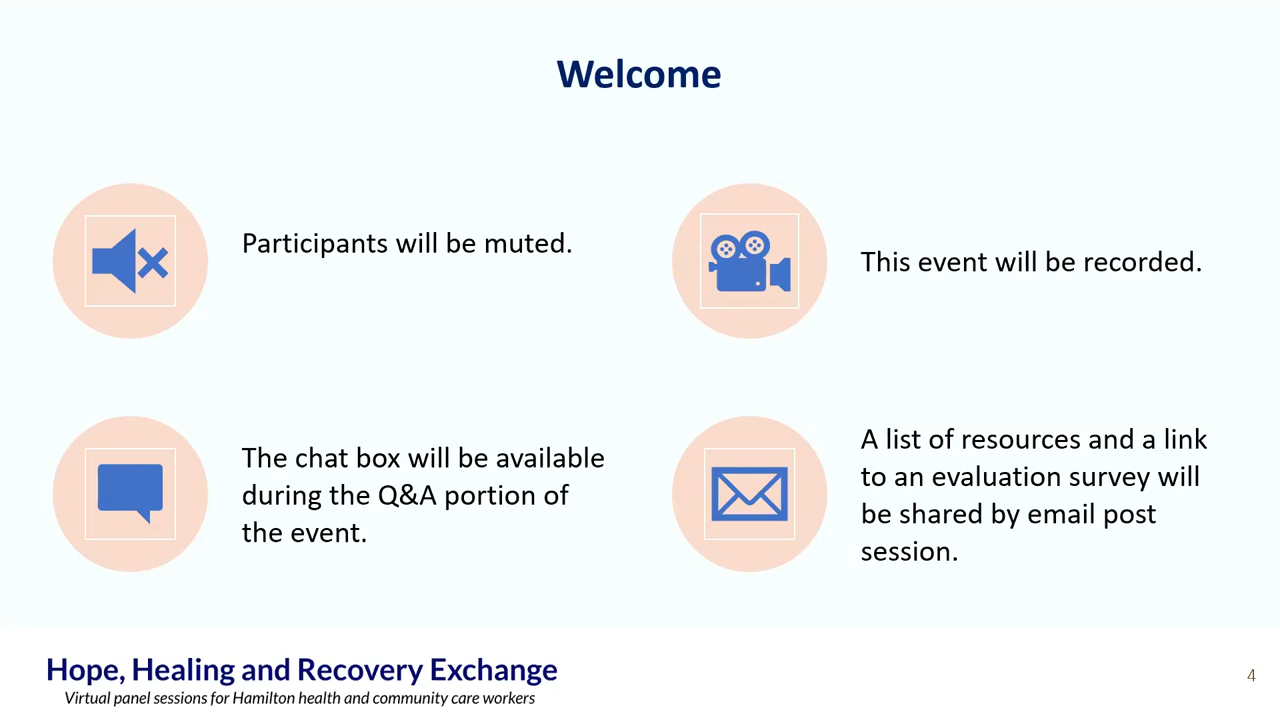 Welcome
Participants will be muted.
This event will be recorded.
The chat box will be available
during the Q&A portion of
the event.
A list of resources and a link
to an evaluation survey will
be shared by email post
session.
Hope, Healing and Recovery Exchange
Virtual panel sessions for Hamilton health and community care workers
4